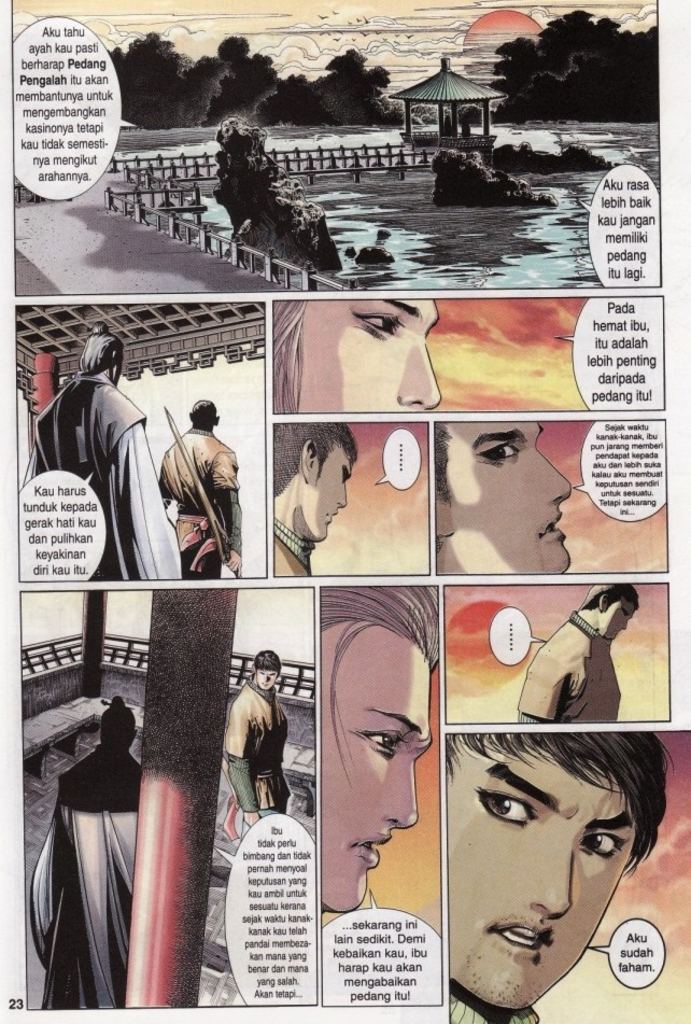 Aku tahu
ayah kau pasti
berharap Pedang
Pengalah itu akan
membantunya untuk
mengembangkan
kasinonya tetapi
kau tidak semesti-
nya mengikut
arahannya.
Aku rasa
lebih baik
kau jangan
memiliki
pedang
itu lagi.
Kau harus
tunduk kepada
gerak hati kau
dan pulihkan
keyakinan
diri kau itu.
Pada
hemat ibu,
itu adalah
lebih penting
daripada
pedang itu!
......
Sejak waktu
kanak-kanak, ibu
pun jarang memberi
pendapat kepada
aku dan lebih suka
kalau aku membuat
keputusan sendiri
untuk sesuatu.
Tetapi sekarang
ini...
Ibu
tidak perlu
bimbang dan tidak
pernah menyoal
keputusan yang
kau ambil untuk
sesuatu kerana
sejak waktu kanak-
kanak kau telah
pandai membeza-
kan mana yang
benar dan mana
yang salah.
Akan tetapi...
...sekarang ini
lain sedikit. Demi
kebaikan kau, ibu
harap kau akan
mengabaikan
pedang itu!
......
Aku
sudah
faham.
23